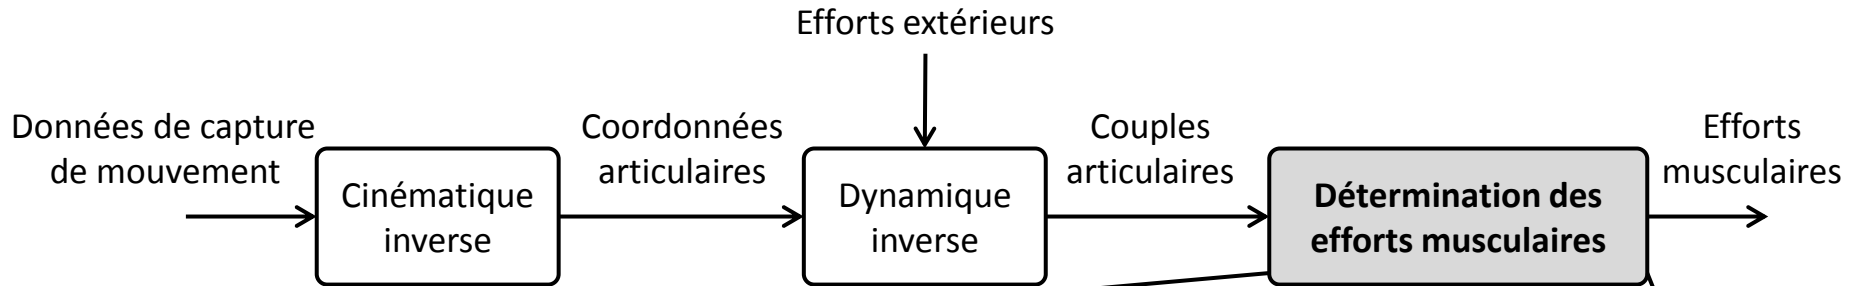 Efforts extérieurs
Données de capture
de mouvement
Cinématique
inverse
Coordonnées
articulaires
Dynamique
inverse
Couples
articulaires
Détermination des
efforts musculaires
Efforts
musculaires